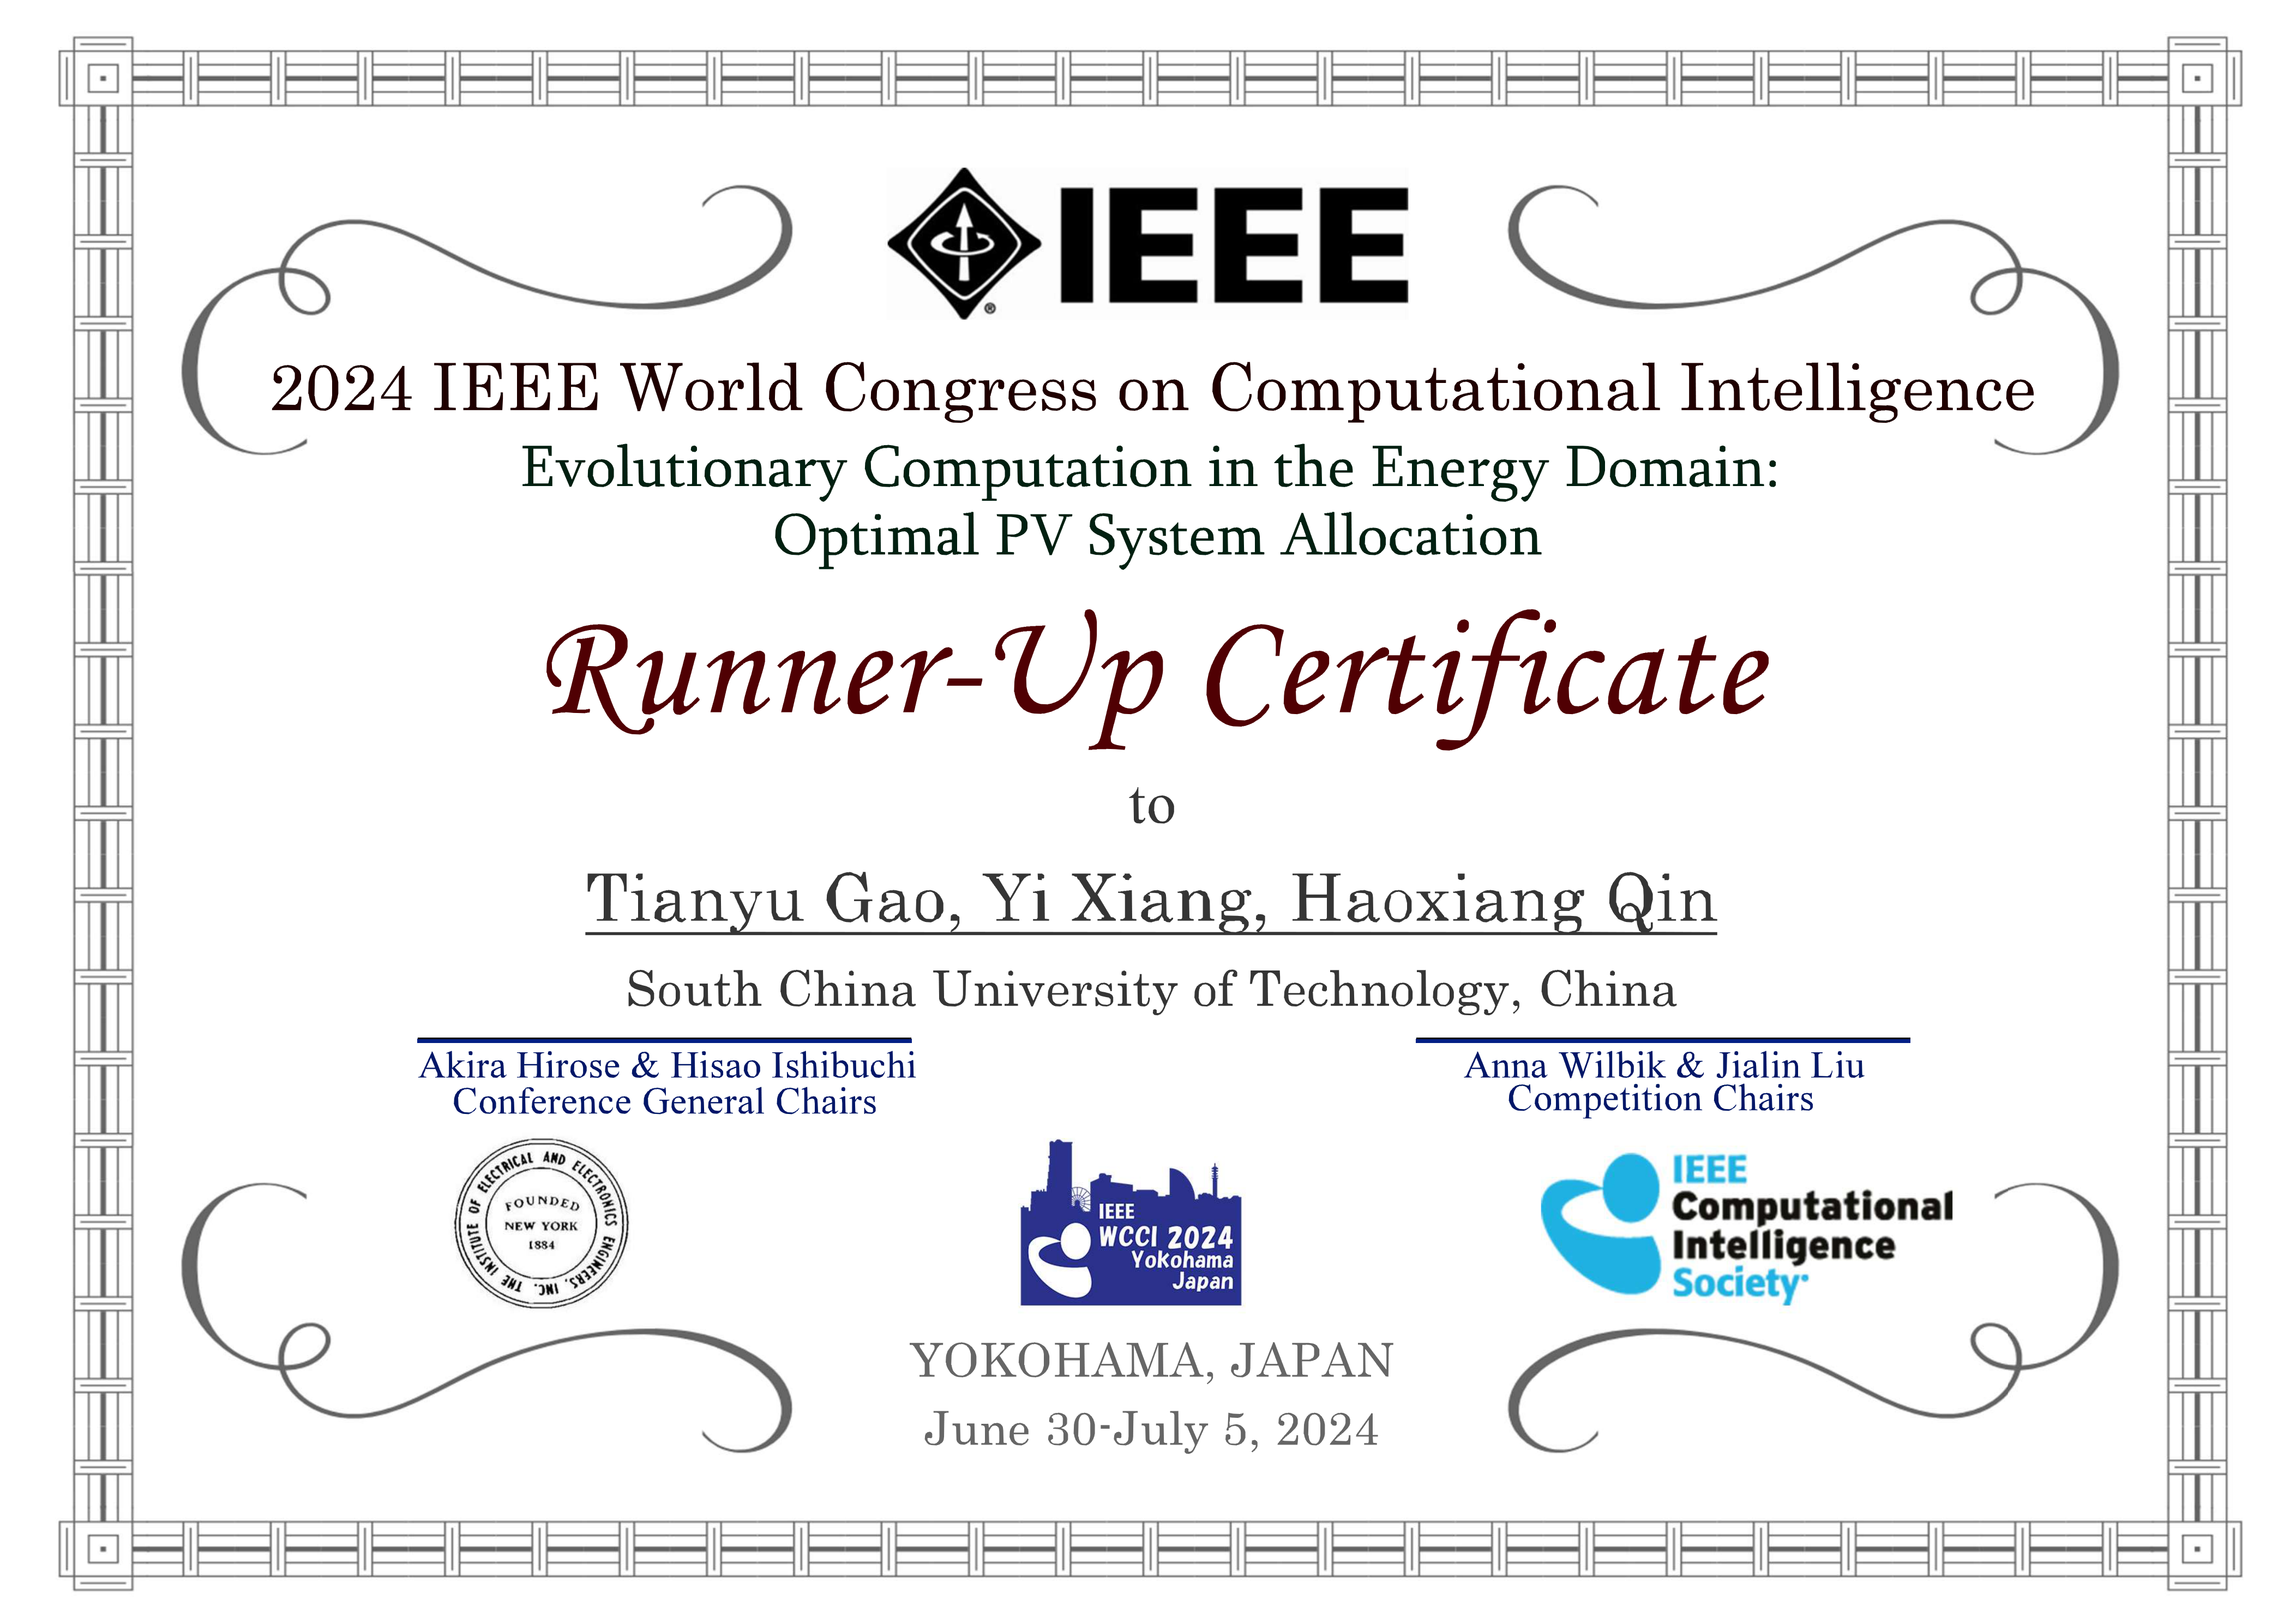 IEEE
2024 IEEE World Congress on Computational Intelligence
Evolutionary Computation in the Energy Domain:
Optimal PV System Allocation
Runner-Up Certificate
to
Tianyu Gao, Yi Xiang, Haoxiang Qin
South China University of Technology, China
Akira Hirose & Hisao Ishibuchi
Conference General Chairs
Anna Wilbik & Jialin Liu
Competition Chairs
THE INSTITUTE OF ELECTRICAL AND ELECTRONICS ENGINEERS, INC.
FOUNDED
NEW YORK
1884
IEEE
WCCI 2024
Yokohama
Japan
IEEE
Computational
Intelligence
Society
YOKOHAMA, JAPAN
June 30-July 5, 2024